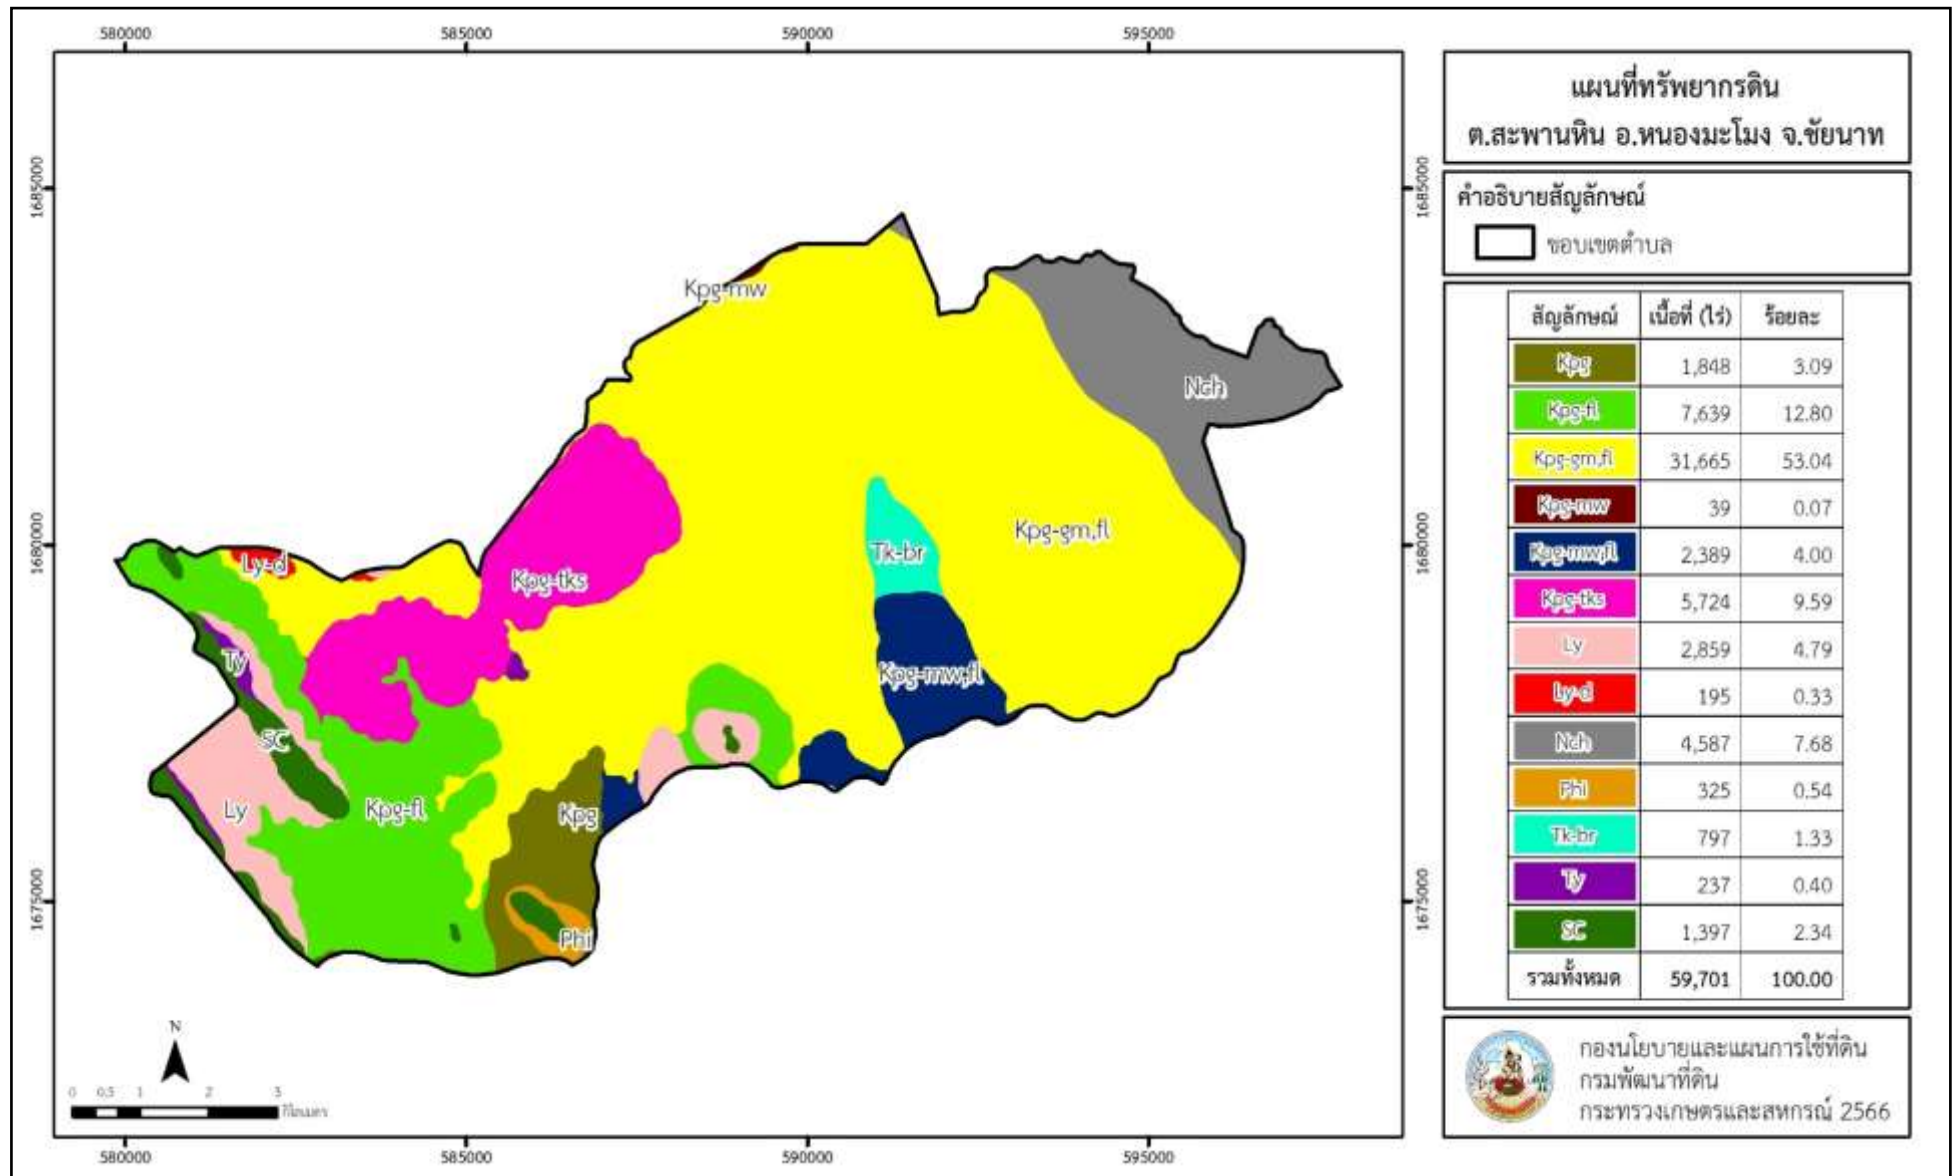 580000 585000 590000 595000
1685000 1685000
1680000 1680000
1675000 1675000
Kpg-mw
Nch
Kpg-gm,fl
Tk-br
Ly-d
Kpg-tks
Ty
Kpg-mw,fl
SC
Ly
Kpg-fl
Kpg
Phi
N
0 0.5 1 2 3
กิโลเมตร
580000 585000 590000 595000
แผนที่ทรัพยากรดิน
ต.สะพานหิน อ.หนองมะโมง จ.ชัยนาท
คำอธิบายสัญลักษณ์
ขอบเขตตำบล
สัญลักษณ์ เนื้อที่ (ไร่) ร้อยละ
Kpg 1,848 3.09
Kpg-fl 7,639 12.80
Kpg-gm,fl 31,665 53.04
Kpg-mw 39 0.07
Kpg-mw,fl 2,389 4.00
Kpg-tks 5,724 9.59
Ly 2,859 4.79
Ly-d 195 0.33
Nch 4,587 7.68
Phi 325 0.54
Tk-br 797 1.33
Ty 237 0.40
SC 1,397 2.34
รวมทั้งหมด 59,701 100.00
กองนโยบายและแผนการใช้ที่ดิน
กรมพัฒนาที่ดิน
กระทรวงเกษตรและสหกรณ์ 2566